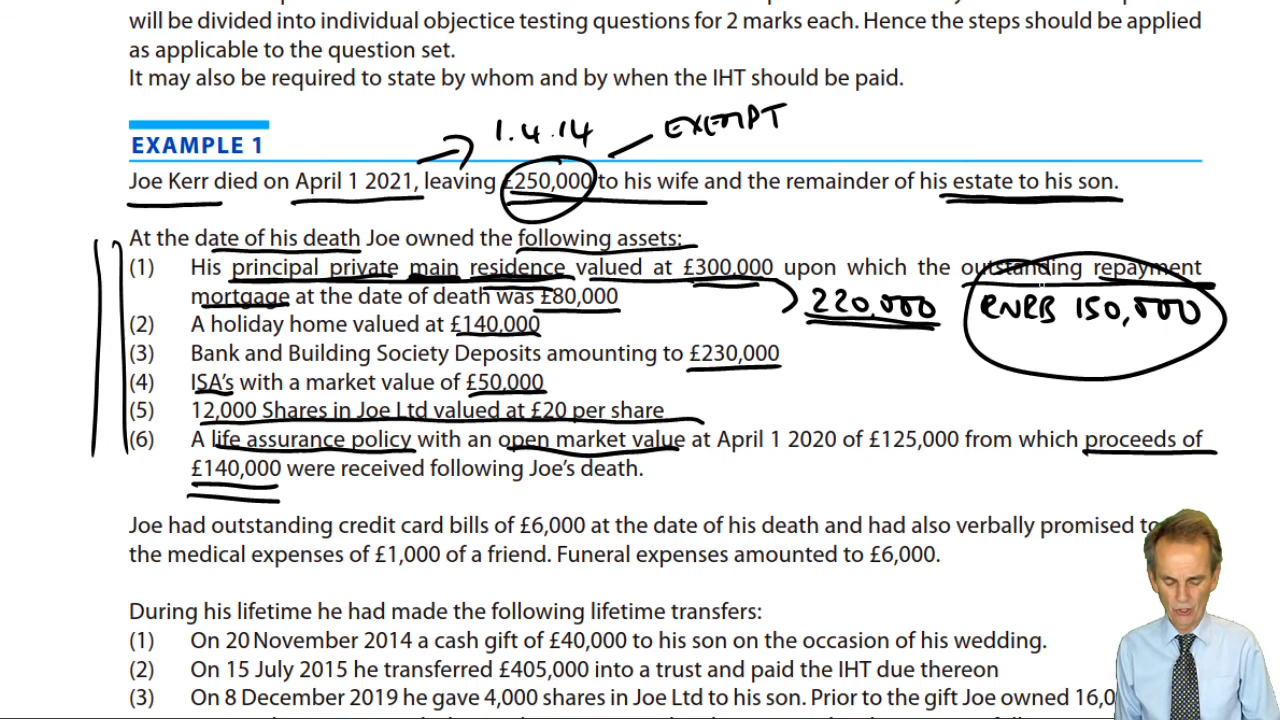 will be divided into individual objectice testing questions for 2 marks each. Hence the steps should be applied
as applicable to the question set.
It may also be required to state by whom and by when the IHT should be paid.
1.4.14 EXEMPT
EXAMPLE 1
Joe Kerr died on April 1 2021, leaving £250,000 to his wife and the remainder of his estate to his son.
At the date of his death Joe owned the following assets:
(1) His principal private main residence valued at £300,000 upon which the outstanding repayment
mortgage at the date of death was £80,000
220,000 RNRB 150,000
(2) A holiday home valued at £140,000
(3) Bank and Building Society Deposits amounting to £230,000
(4) ISA's with a market value of £50,000
(5) 12,000 Shares in Joe Ltd valued at £20 per share
(6) A life assurance policy with an open market value at April 1 2020 of £125,000 from which proceeds of
£140,000 were received following Joe's death.
Joe had outstanding credit card bills of £6,000 at the date of his death and had also verbally promised
the medical expenses of £1,000 of a friend. Funeral expenses amounted to £6,000.
During his lifetime he had made the following lifetime transfers:
(1) On 20 November 2014 a cash gift of £40,000 to his son on the occasion of his wedding.
(2) On 15 July 2015 he transferred £405,000 into a trust and paid the IHT due thereon
(3) On 8 December 2019 he gave 4,000 shares in Joe Ltd to his son. Prior to the gift Joe owned